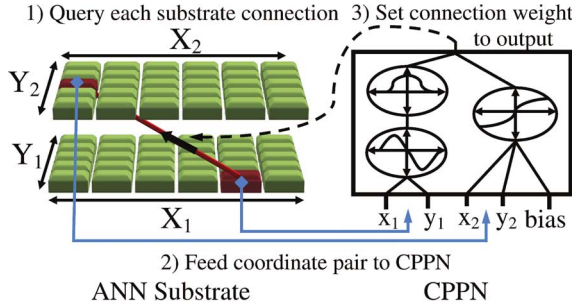 1) Query each substrate connection
3) Set connection weight
to output
X2
Y2
Y1
X1
x1 y1 x2 y2 bias
2) Feed coordinate pair to CPPN
ANN Substrate
CPPN